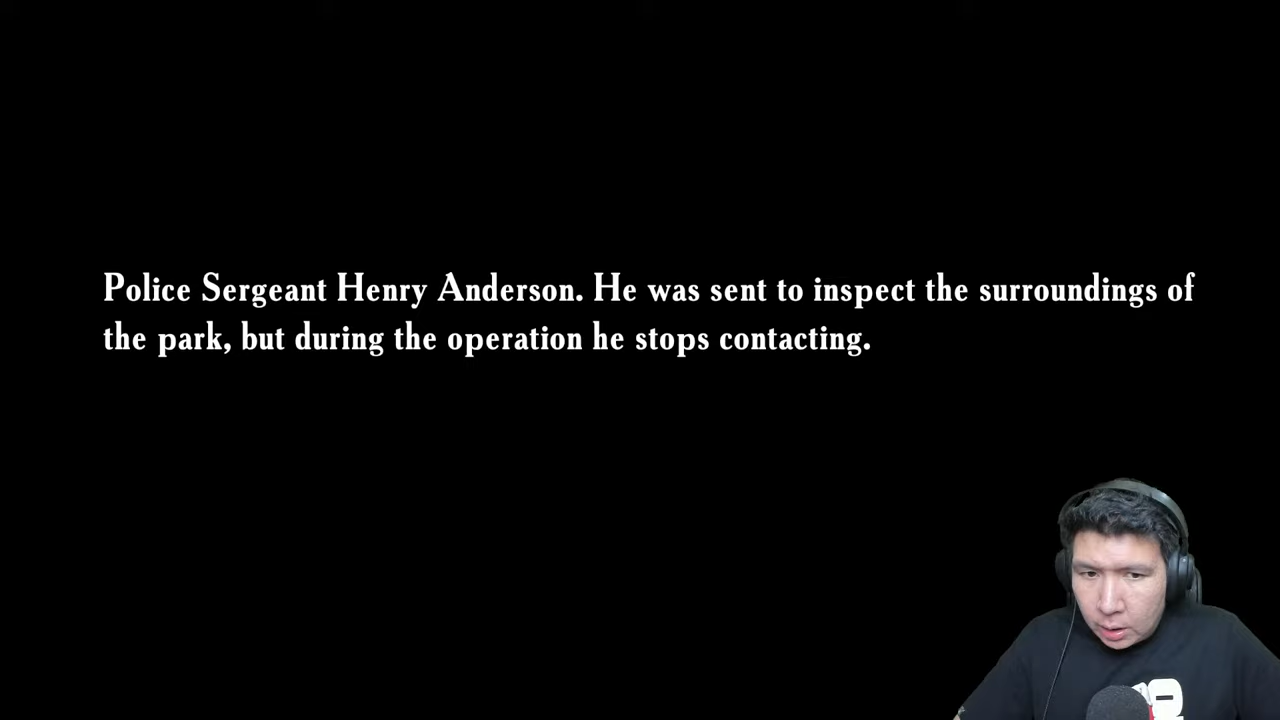 Police Sergeant Henry Anderson. He was sent to inspect the surroundings of
the park, but during the operation he stops contacting.